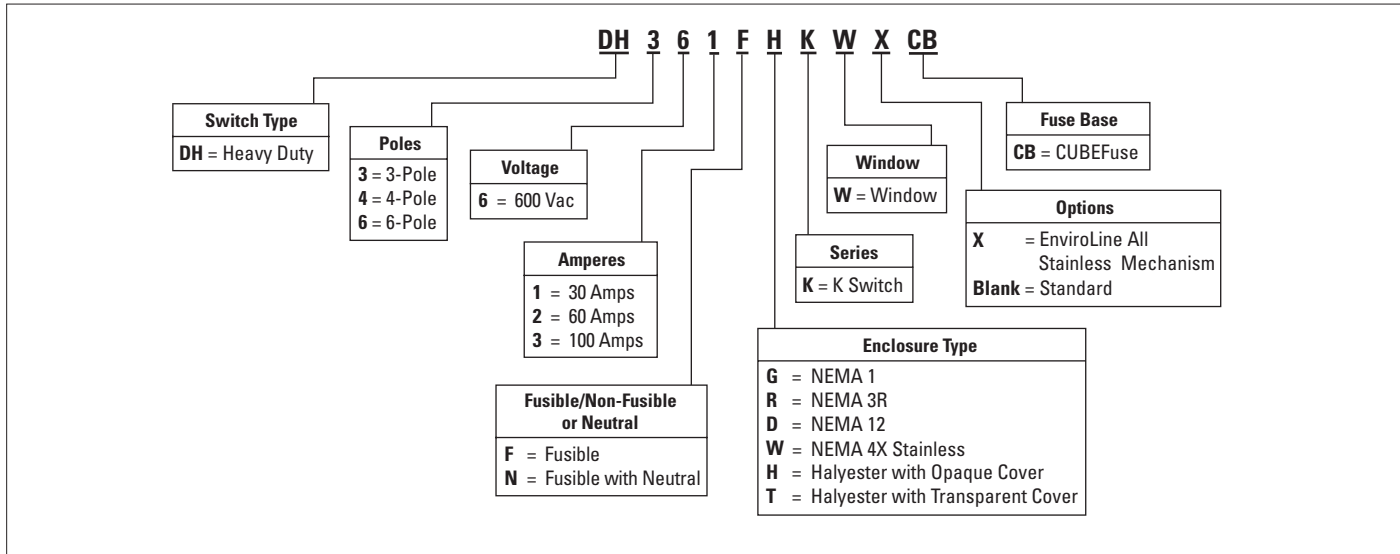 DH 3 6 1 F H K W X CB
Switch Type
DH = Heavy Duty
Poles
3 = 3-Pole
4 = 4-Pole
6 = 6-Pole
Voltage
6 = 600 Vac
Amperes
1 = 30 Amps
2 = 60 Amps
3 = 100 Amps
Fusible/Non-Fusible
or Neutral
F = Fusible
N = Fusible with Neutral
Enclosure Type
G = NEMA 1
R = NEMA 3R
D = NEMA 12
W = NEMA 4X Stainless
H = Halyester with Opaque Cover
T = Halyester with Transparent Cover
Series
K = K Switch
Window
W = Window
Options
X = EnviroLine All
Stainless Mechanism
Blank = Standard
Fuse Base
CB = CUBEFuse